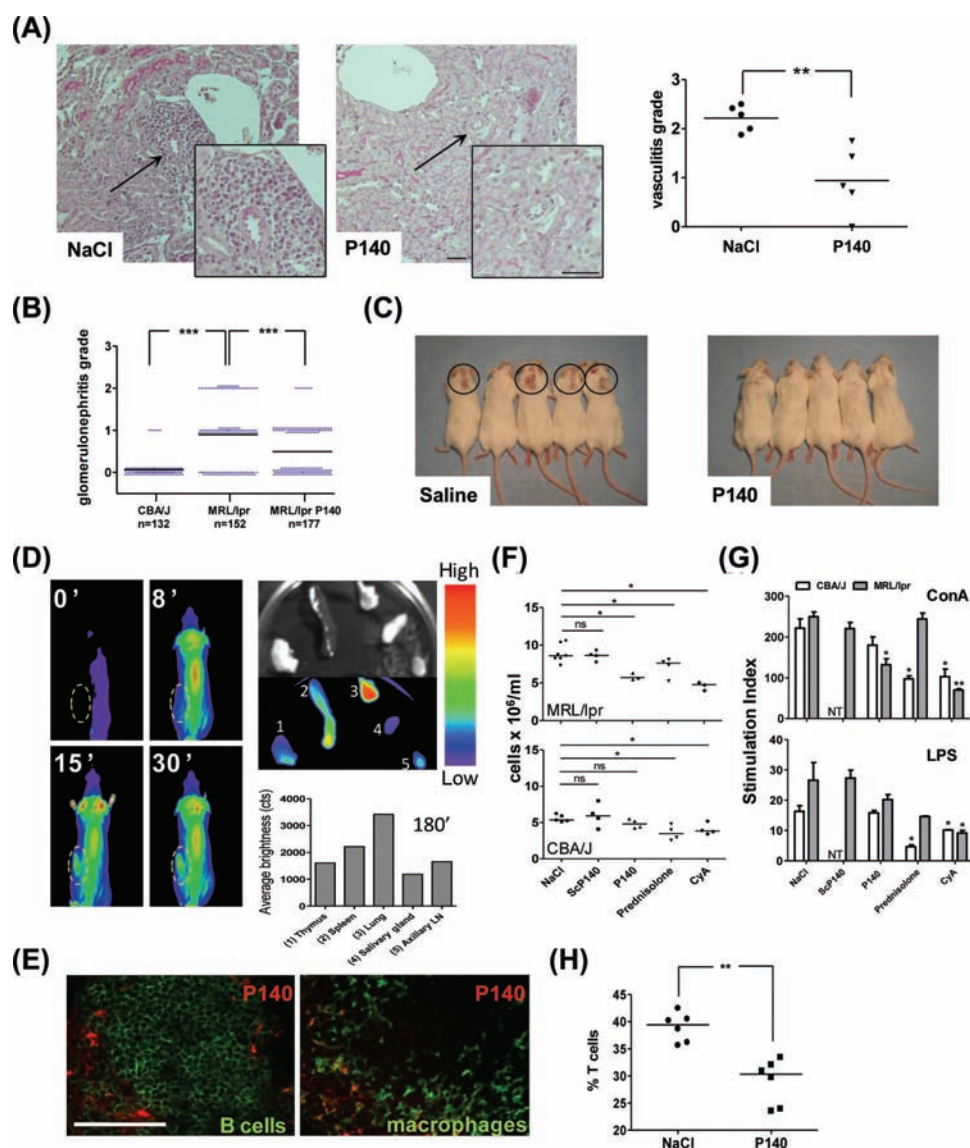 (A)
NaCl
P140
vasculitis grade
3
2
1
0
**
NaCl
P140
(B)
glomerulonephritis grade
3
2
1
0
***
***
CBA/J
n=132
MRL/lpr
n=152
MRL/lpr P140
n=177
(C)
Saline
P140
(D)
0'
8'
15'
30'
1
2
3
4
5
High
Low
Average brightness (cts)
4000
3000
2000
1000
0
180'
(1) Thymus
(2) Spleen
(3) Lung
(4) Salivary gland
(5) Axillary LN
(F)
cells x 10⁶/ml
15
10
5
0
*
*
*
ns
MRL/lpr
15
10
5
0
*
*
ns
ns
CBA/J
NaCl
ScP140
P140
Prednisolone
CyA
(G)
CBA/J
MRL/lpr
ConA
Stimulation Index
300
200
100
0
NT
*
*
*
**
LPS
40
30
20
10
0
NT
*
*
*
NaCl
ScP140
P140
Prednisolone
CyA
(E)
P140
B cells
P140
macrophages
(H)
% T cells
45
40
35
30
25
20
**
NaCl
P140